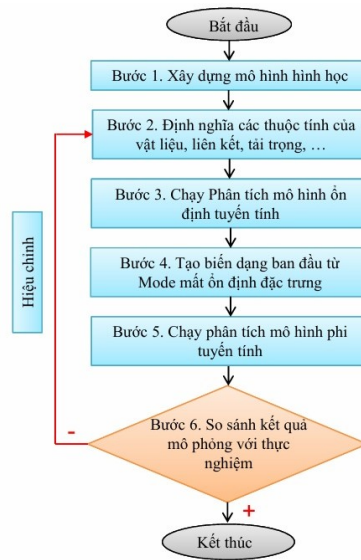 Bắt đầu
Bước 1. Xây dựng mô hình hình học
Bước 2. Định nghĩa các thuộc tính của
vật liệu, liên kết, tải trọng, …
Bước 3. Chạy Phân tích mô hình ổn
định tuyến tính
Hiệu chỉnh
Bước 4. Tạo biến dạng ban đầu từ
Mode mất ổn định đặc trưng
Bước 5. Chạy phân tích mô hình phi
tuyến tính
Bước 6. So sánh kết quả
mô phỏng với thực
nghiệm
-
+
Kết thúc